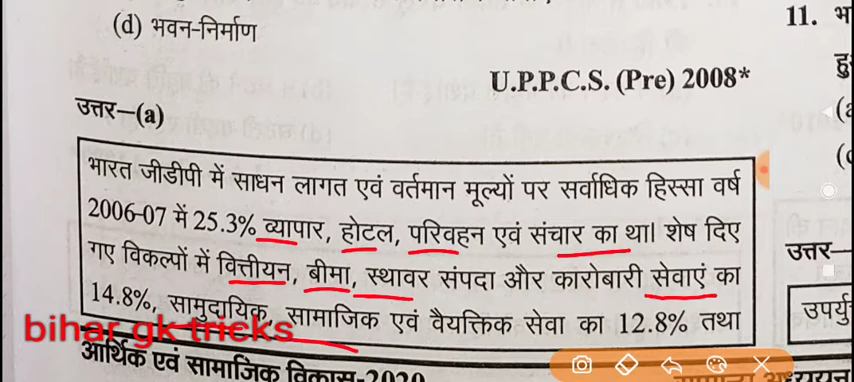 (d) भवन-निर्माण
11. भ
U.P.P.C.S. (Pre) 2008*
उत्तर–(a)
भारत जीडीपी में साधन लागत एवं वर्तमान मूल्यों पर सर्वाधिक हिस्सा वर्ष
2006-07 में 25.3% व्यापार, होटल, परिवहन एवं संचार का था। शेष दिए
गए विकल्पों में वित्तीयन, बीमा, स्थावर संपदा और कारोबारी सेवाएं का
14.8%, सामुदायिक, सामाजिक एवं वैयक्तिक सेवा का 12.8% तथा
bihar gk tricks
आर्थिक एवं सामाजिक विकास-2020
उत्तर–
उपर्यु